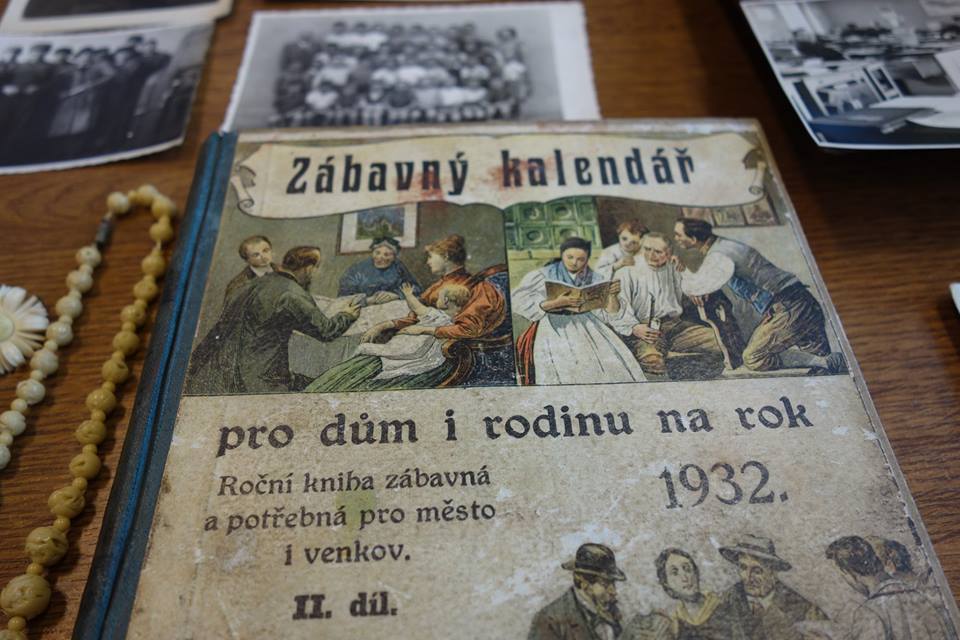 Zábavný kalendář
pro dům i rodinu na rok
1932.
Roční kniha zábavná
a potřebná pro město
i venkov.
II. díl.